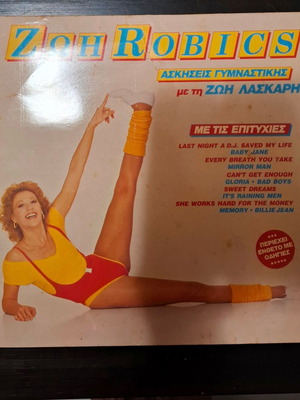 ΖΩΗ ROBICS
ΑΣΚΗΣΕΙΣ ΓΥΜΝΑΣΤΙΚΗΣ
με τη ΖΩΗ ΛΑΣΚΑΡΗ
ΜΕ ΤΙΣ ΕΠΙΤΥΧΙΕΣ
LAST NIGHT A D.J. SAVED MY LIFE
BABY JANE
EVERY BREATH YOU TAKE
MIRROR MAN
CAN'T GET ENOUGH
GLORIA - BAD BOYS
SWEET DREAMS
IT'S RAINING MEN
SHE WORKS HARD FOR THE MONEY
MEMORY - BILLIE JEAN
ΠΕΡΙΕΧΕΙ
ΕΝΘΕΤΟ ΜΕ
ΟΔΗΓΙΕΣ